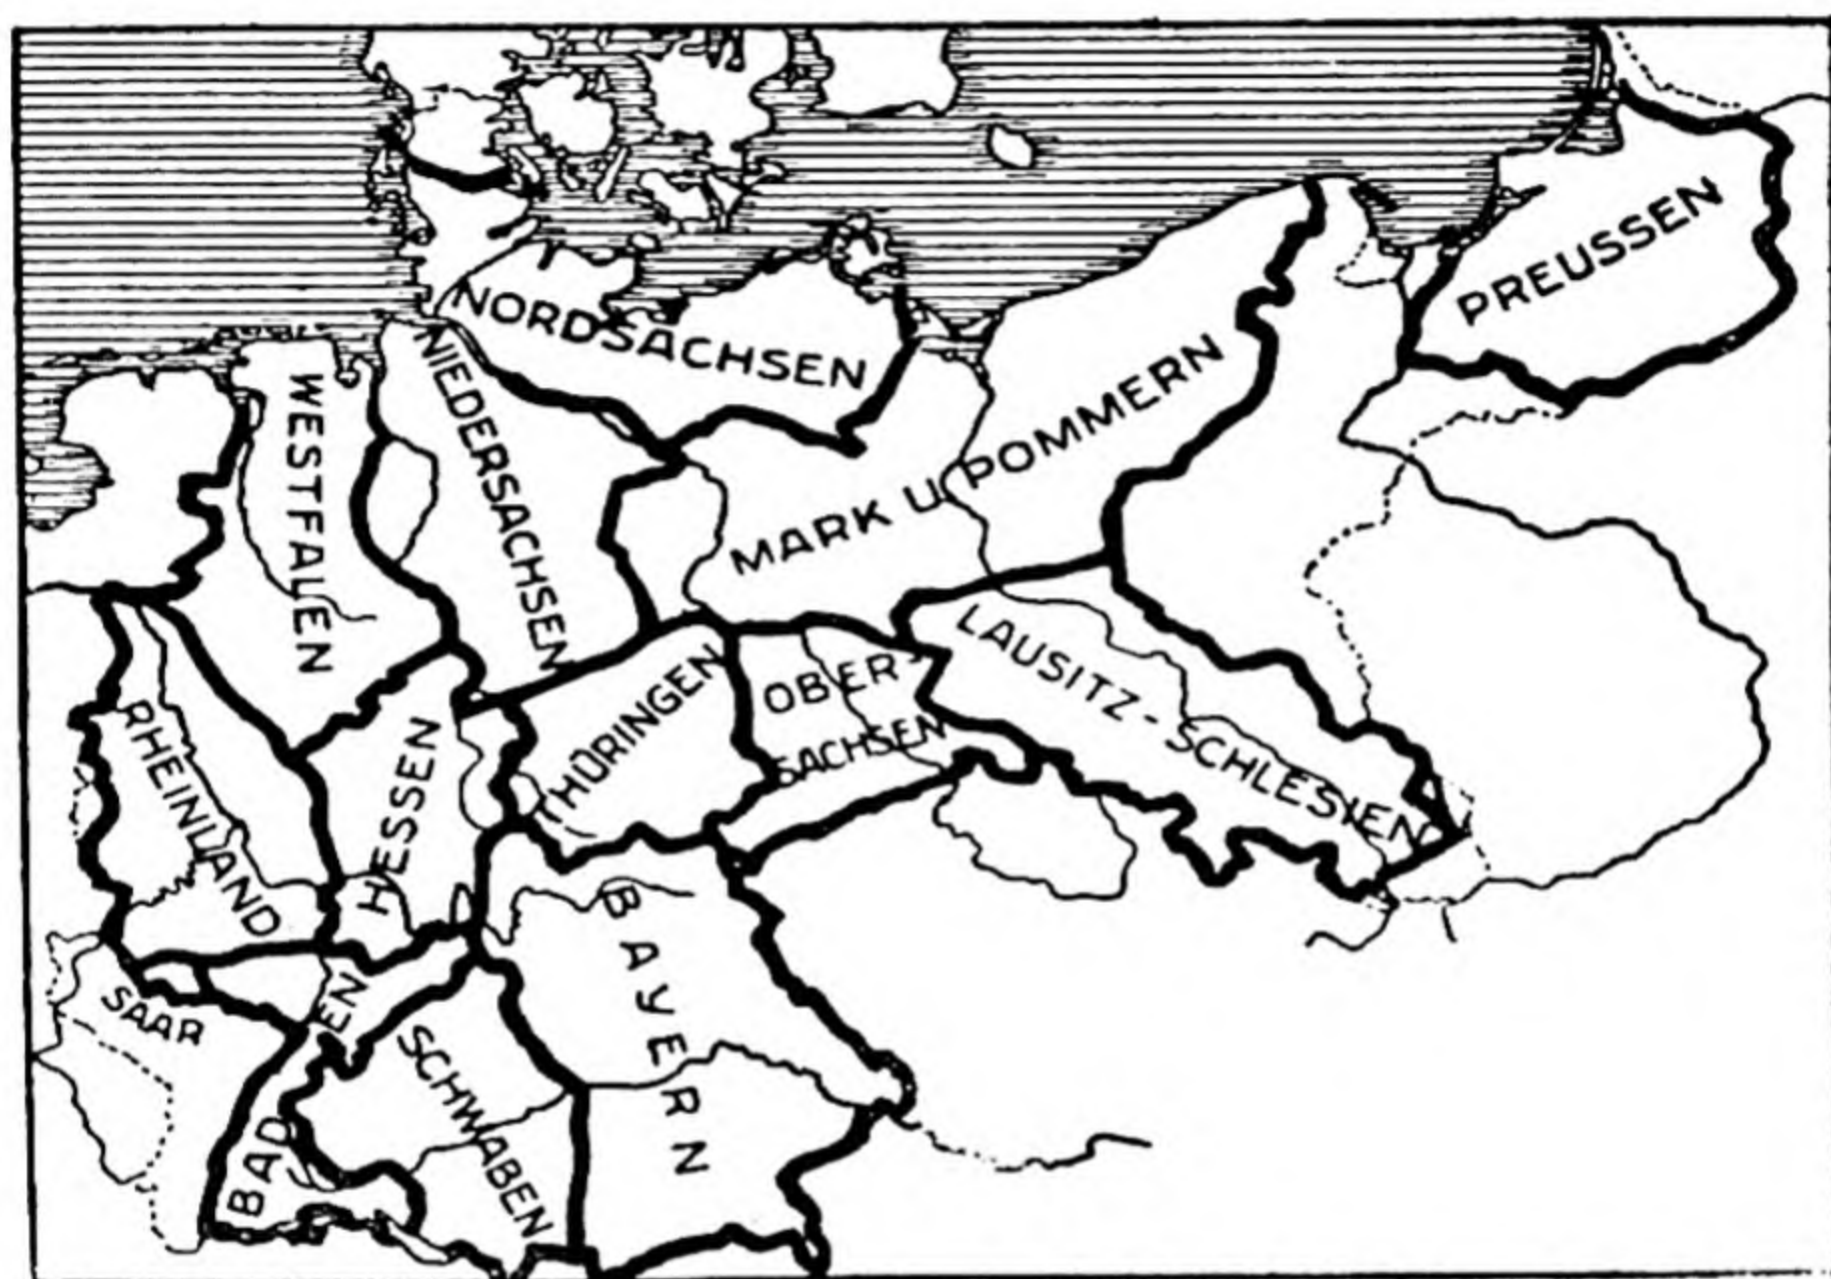 PREUSSEN
NORDSACHSEN
WESTFALEN
NIEDERSACHSEN
MARK U. POMMERN
LAUSITZ-SCHLESIEN
THÜRINGEN
OBER-
SACHSEN
RHEINLAND
HESSEN
BAYERN
SAAR
BADEN
SCHWABEN